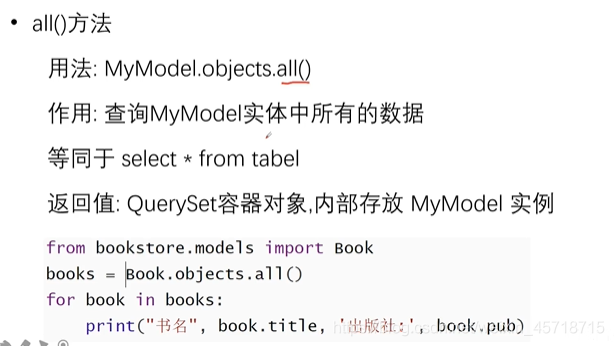 • all()方法
用法: MyModel.objects.all()
作用: 查询MyModel实体中所有的数据
等同于 select * from tabel
返回值: QuerySet容器对象,内部存放 MyModel 实例
from bookstore.models import Book
books = Book.objects.all()
for book in books:
print("书名", book.title, '出版社:', book.pub)